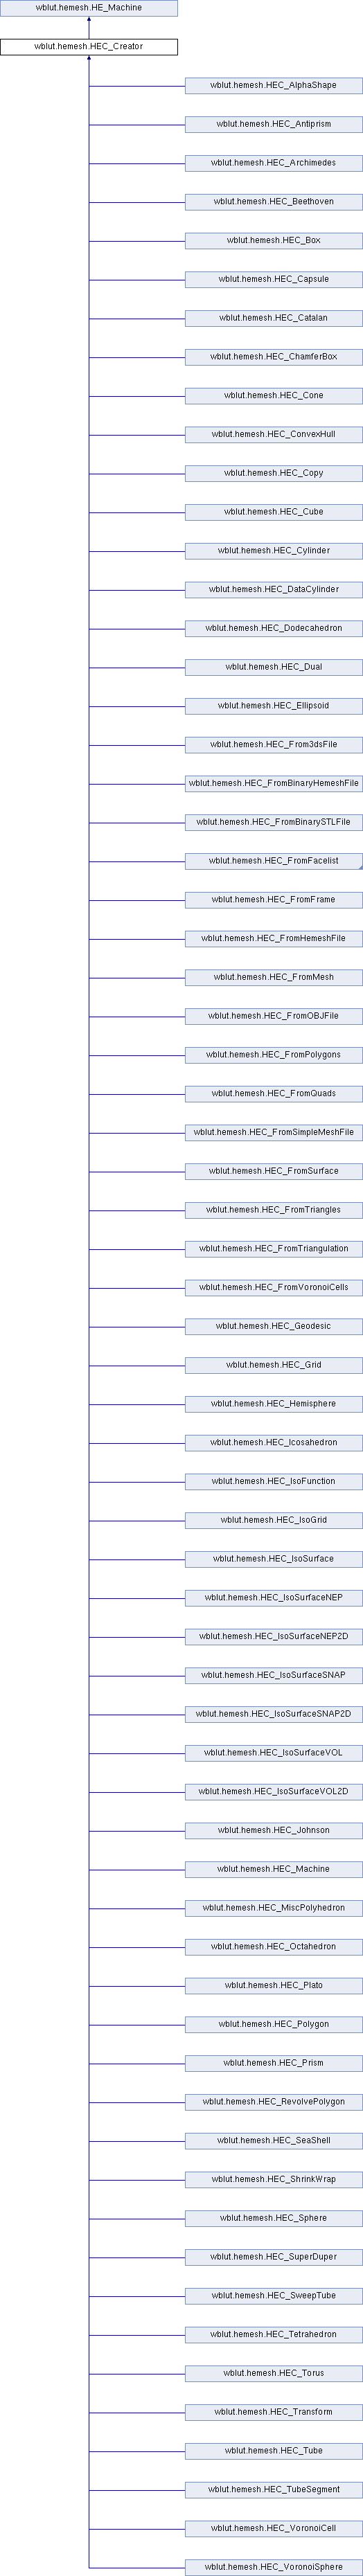 wblut.hemesh.HE_Machine
wblut.hemesh.HEC_Creator
wblut.hemesh.HEC_AlphaShape
wblut.hemesh.HEC_Antiprism
wblut.hemesh.HEC_Archimedes
wblut.hemesh.HEC_Beethoven
wblut.hemesh.HEC_Box
wblut.hemesh.HEC_Capsule
wblut.hemesh.HEC_Catalan
wblut.hemesh.HEC_ChamferBox
wblut.hemesh.HEC_Cone
wblut.hemesh.HEC_ConvexHull
wblut.hemesh.HEC_Copy
wblut.hemesh.HEC_Cube
wblut.hemesh.HEC_Cylinder
wblut.hemesh.HEC_DataCylinder
wblut.hemesh.HEC_Dodecahedron
wblut.hemesh.HEC_Dual
wblut.hemesh.HEC_Ellipsoid
wblut.hemesh.HEC_From3dsFile
wblut.hemesh.HEC_FromBinaryHemeshFile
wblut.hemesh.HEC_FromBinarySTLFile
wblut.hemesh.HEC_FromFacelist
wblut.hemesh.HEC_FromFrame
wblut.hemesh.HEC_FromHemeshFile
wblut.hemesh.HEC_FromMesh
wblut.hemesh.HEC_FromOBJFile
wblut.hemesh.HEC_FromPolygons
wblut.hemesh.HEC_FromQuads
wblut.hemesh.HEC_FromSimpleMeshFile
wblut.hemesh.HEC_FromSurface
wblut.hemesh.HEC_FromTriangles
wblut.hemesh.HEC_FromTriangulation
wblut.hemesh.HEC_FromVoronoiCells
wblut.hemesh.HEC_Geodesic
wblut.hemesh.HEC_Grid
wblut.hemesh.HEC_Hemisphere
wblut.hemesh.HEC_Icosahedron
wblut.hemesh.HEC_IsoFunction
wblut.hemesh.HEC_IsoGrid
wblut.hemesh.HEC_IsoSurface
wblut.hemesh.HEC_IsoSurfaceNEP
wblut.hemesh.HEC_IsoSurfaceNEP2D
wblut.hemesh.HEC_IsoSurfaceSNAP
wblut.hemesh.HEC_IsoSurfaceSNAP2D
wblut.hemesh.HEC_IsoSurfaceVOL
wblut.hemesh.HEC_IsoSurfaceVOL2D
wblut.hemesh.HEC_Johnson
wblut.hemesh.HEC_Machine
wblut.hemesh.HEC_MiscPolyhedron
wblut.hemesh.HEC_Octahedron
wblut.hemesh.HEC_Plato
wblut.hemesh.HEC_Polygon
wblut.hemesh.HEC_Prism
wblut.hemesh.HEC_RevolvePolygon
wblut.hemesh.HEC_SeaShell
wblut.hemesh.HEC_ShrinkWrap
wblut.hemesh.HEC_Sphere
wblut.hemesh.HEC_SuperDuper
wblut.hemesh.HEC_SweepTube
wblut.hemesh.HEC_Tetrahedron
wblut.hemesh.HEC_Torus
wblut.hemesh.HEC_Transform
wblut.hemesh.HEC_Tube
wblut.hemesh.HEC_TubeSegment
wblut.hemesh.HEC_VoronoiCell
wblut.hemesh.HEC_VoronoiSphere